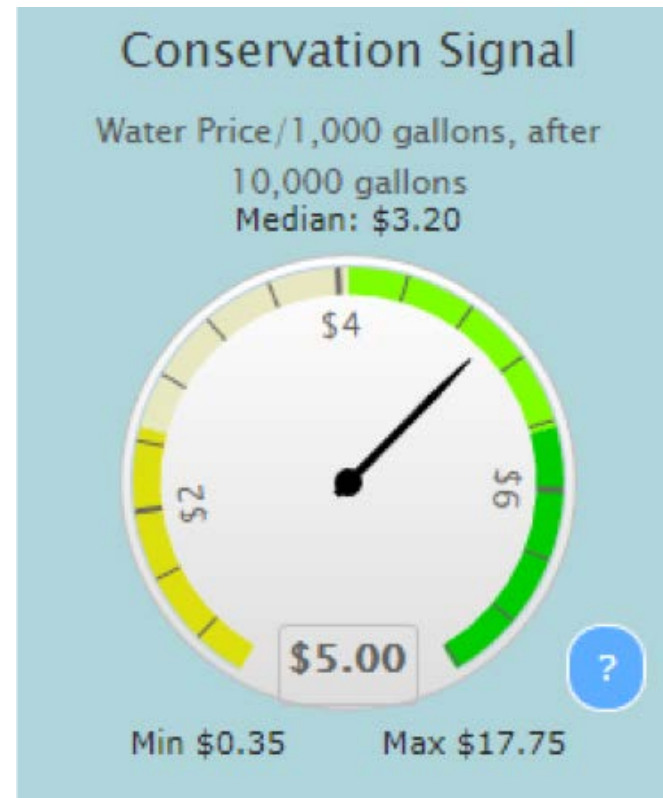 Conservation Signal
Water Price/1,000 gallons, after
10,000 gallons
Median: $3.20
$4
$2
$6
$5.00
?
Min $0.35
Max $17.75